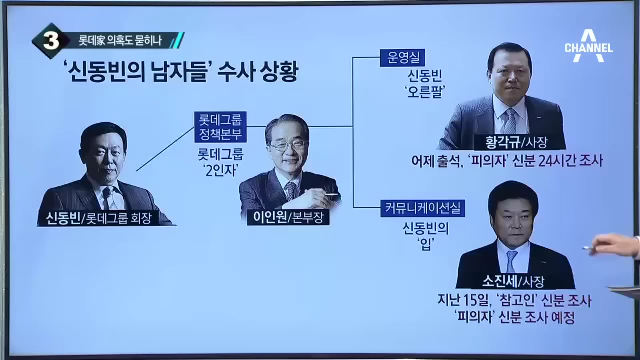 3
롯데家 의혹도 묻히나
CHANNEL A
'신동빈의 남자들' 수사 상황
신동빈/롯데그룹 회장
롯데그룹
정책본부
롯데그룹
'2인자'
이인원/본부장
운영실
신동빈
'오른팔'
황각규/사장
어제 출석, '피의자' 신분 24시간 조사
커뮤니케이션실
신동빈의
'입'
소진세/사장
지난 15일, '참고인' 신분 조사
'피의자' 신분 조사 예정